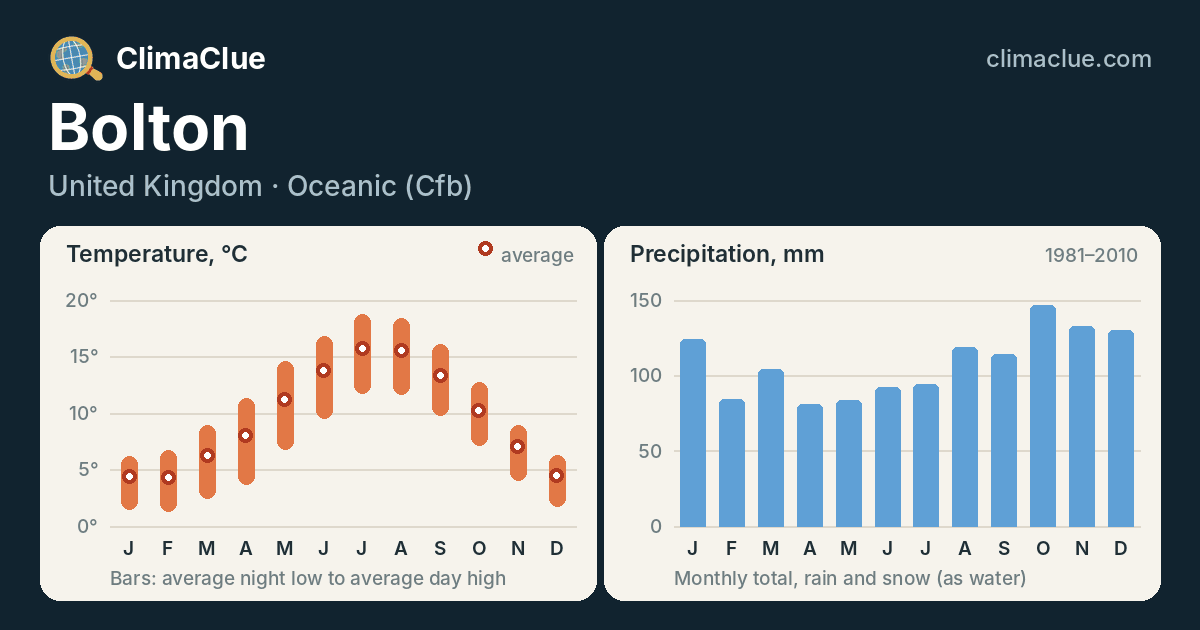 ClimaClue
climaclue.com
Bolton
United Kingdom · Oceanic (Cfb)
Temperature, °C
average
20°
15°
10°
5°
0°
J F M A M J J A S O N D
Bars: average night low to average day high
Precipitation, mm
1981–2010
150
100
50
0
J F M A M J J A S O N D
Monthly total, rain and snow (as water)